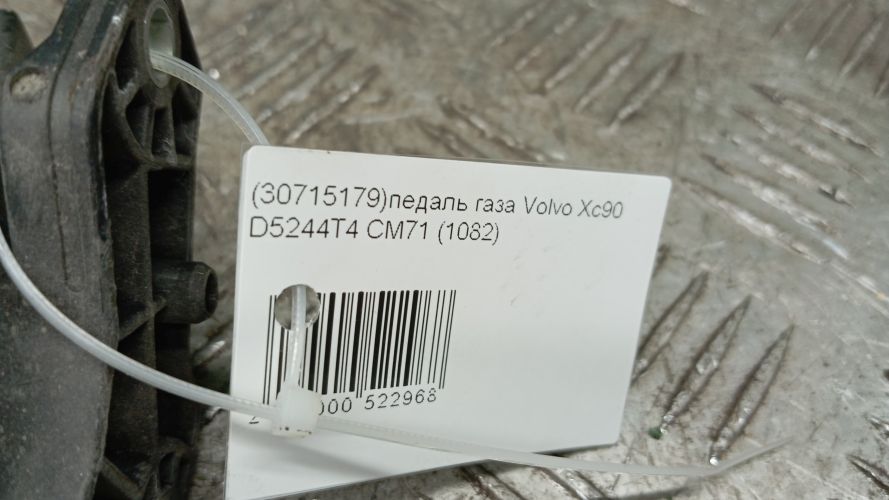 (30715179)педаль газа Volvo Xc90
D5244T4 CM71 (1082)
000 522968